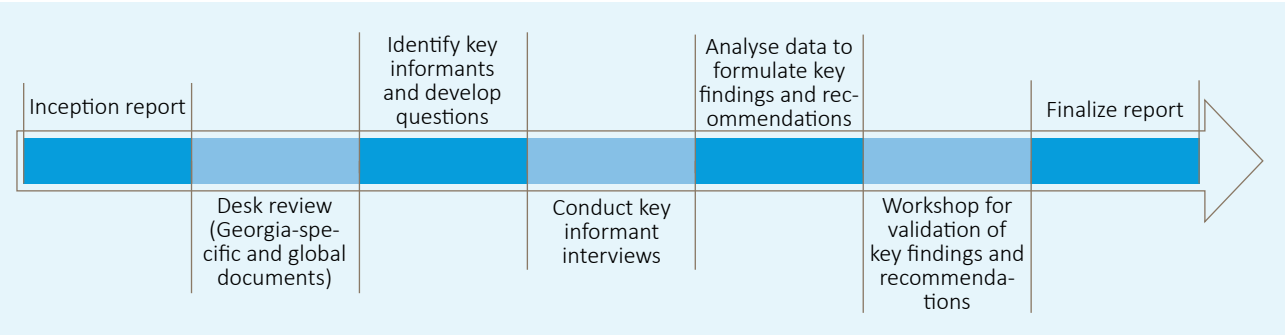 Inception report
Desk review
(Georgia-spe-
cific and global
documents)
Identify key
informants
and develop
questions
Conduct key
informant
interviews
Analyse data to
formulate key
findings and rec-
ommendations
Workshop for
validation of
key findings and
recommenda-
tions
Finalize report